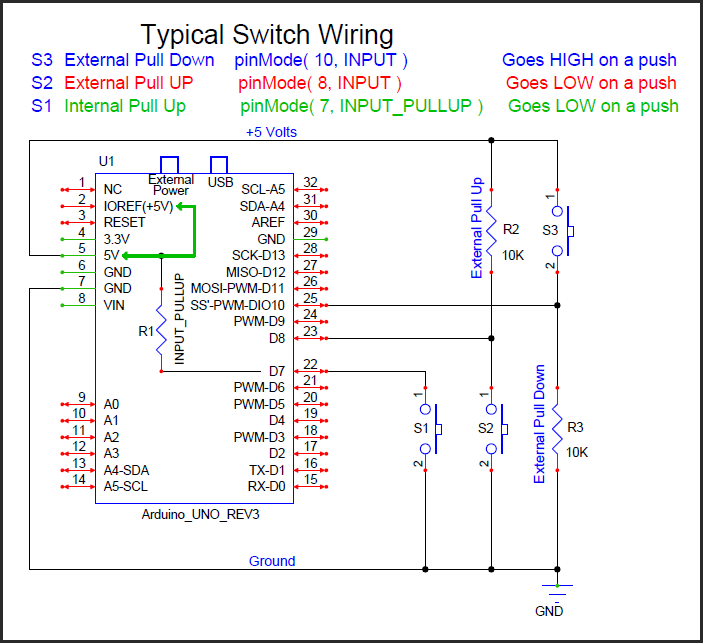 Typical Switch Wiring
S3 External Pull Down pinMode( 10, INPUT ) Goes HIGH on a push
S2 External Pull UP pinMode( 8, INPUT ) Goes LOW on a push
S1 Internal Pull Up pinMode( 7, INPUT_PULLUP ) Goes LOW on a push
+5 Volts
U1
External
Power
USB
1 NC
2 IOREF(+5V)
3 RESET
4 3.3V
5 5V
6 GND
7 GND
8 VIN
R1
INPUT_PULLUP
9 A0
10 A1
11 A2
12 A3
13 A4-SDA
14 A5-SCL
SCL-A5 32
SDA-A4 31
AREF 30
GND 29
SCK-D13 28
MISO-D12 27
MOSI-PWM-D11 26
SS'-PWM-DIO10 25
PWM-D9 24
D8 23
D7 22
PWM-D6 21
PWM-D5 20
D4 19
PWM-D3 18
D2 17
TX-D1 16
RX-D0 15
Arduino_UNO_REV3
External Pull Up
R2
10K
1
S3
2
1
S1
2
1
S2
2
External Pull Down
R3
10K
Ground
GND